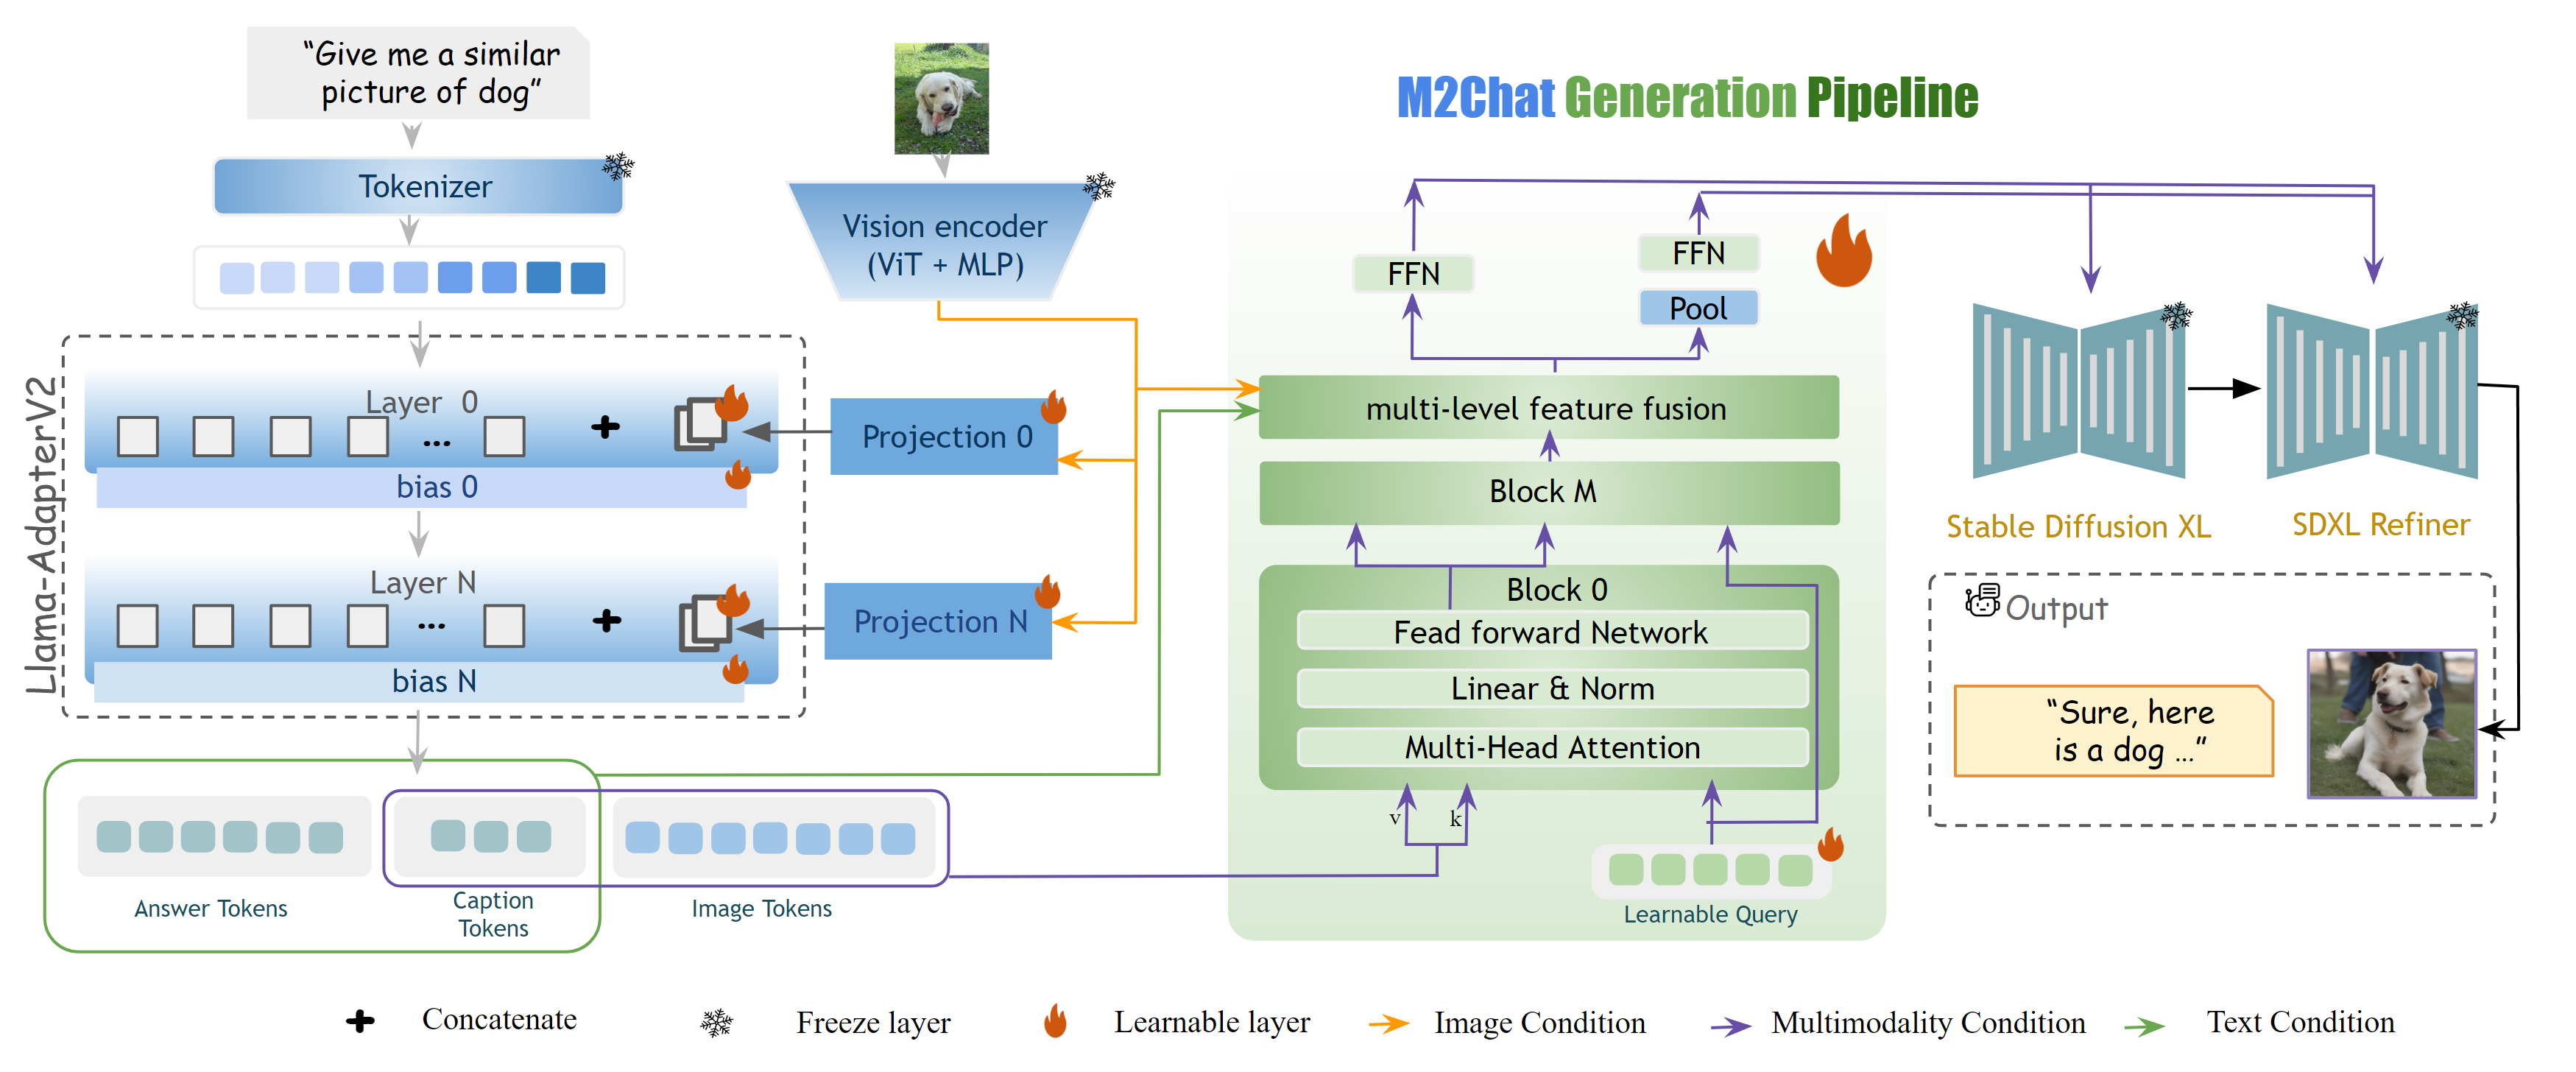 “Give me a similar
picture of dog”
Tokenizer
Vision encoder
(ViT + MLP)
M2Chat Generation Pipeline
Llama-AdapterV2
Layer 0
...
bias 0
Layer N
...
bias N
Projection 0
Projection N
FFN
FFN
Pool
multi-level feature fusion
Block M
Block 0
Fead forward Network
Linear & Norm
Multi-Head Attention
v
k
Learnable Query
Stable Diffusion XL
SDXL Refiner
Output
“Sure, here
is a dog ...”
Answer Tokens
Caption
Tokens
Image Tokens
Concatenate
Freeze layer
Learnable layer
Image Condition
Multimodality Condition
Text Condition